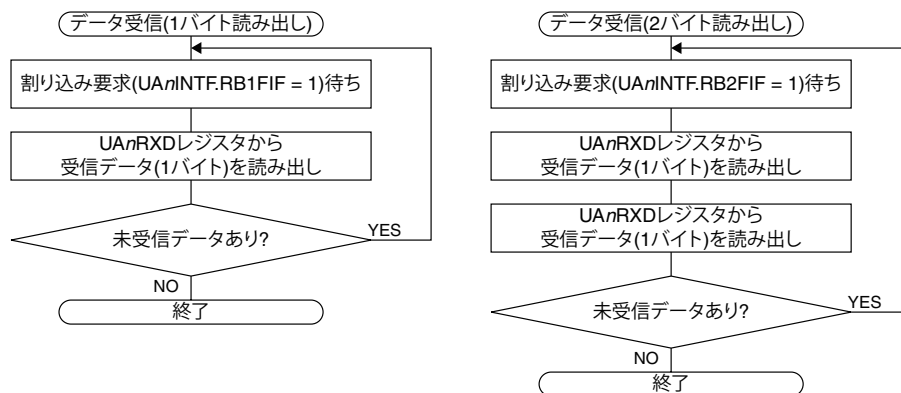 データ受信(1バイト読み出し)
割り込み要求(UAnINTF.RB1FIF = 1)待ち
UAnRXDレジスタから
受信データ(1バイト)を読み出し
未受信データあり?
YES
NO
終了
データ受信(2バイト読み出し)
割り込み要求(UAnINTF.RB2FIF = 1)待ち
UAnRXDレジスタから
受信データ(1バイト)を読み出し
UAnRXDレジスタから
受信データ(1バイト)を読み出し
未受信データあり?
YES
NO
終了